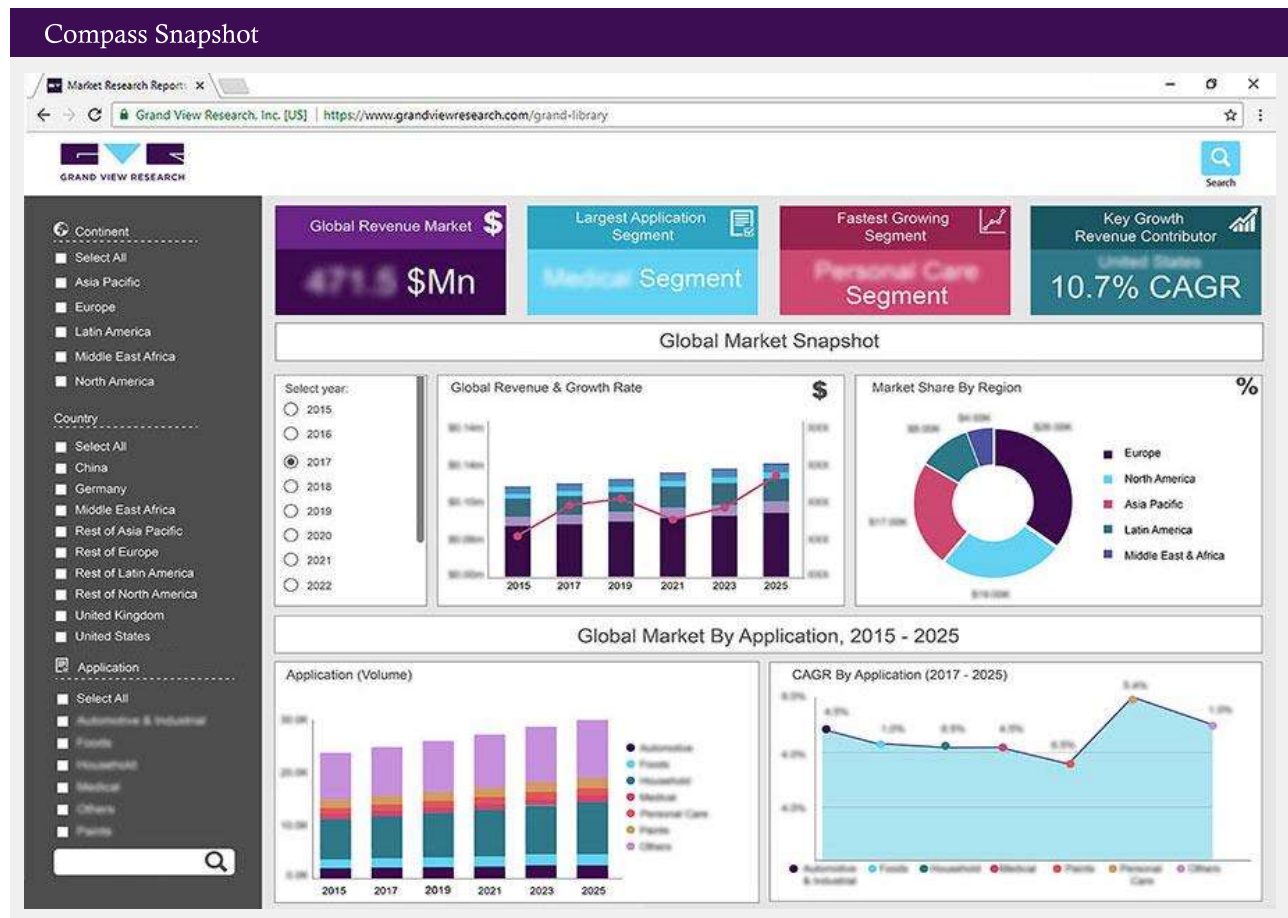 Compass Snapshot
Market Research Report:
Grand View Research, Inc. [US] | https://www.grandviewresearch.com/grand-library
GRAND VIEW RESEARCH
Search
Continent
Select All
Asia Pacific
Europe
Latin America
Middle East Africa
North America
Country
Select All
China
Germany
Middle East Africa
Rest of Asia Pacific
Rest of Europe
Rest of Latin America
Rest of North America
United Kingdom
United States
Application
Select All
Global Revenue Market $
$Mn
Largest Application
Segment
Segment
Fastest Growing
Segment
Segment
Key Growth
Revenue Contributor
10.7% CAGR
Global Market Snapshot
Select year:
2015
2016
2017
2018
2019
2020
2021
2022
Global Revenue & Growth Rate $
2015 2017 2019 2021 2023 2025
Market Share By Region %
Europe
North America
Asia Pacific
Latin America
Middle East & Africa
Global Market By Application, 2015 - 2025
Application (Volume)
2015 2017 2019 2021 2023 2025
CAGR By Application (2017 - 2025)